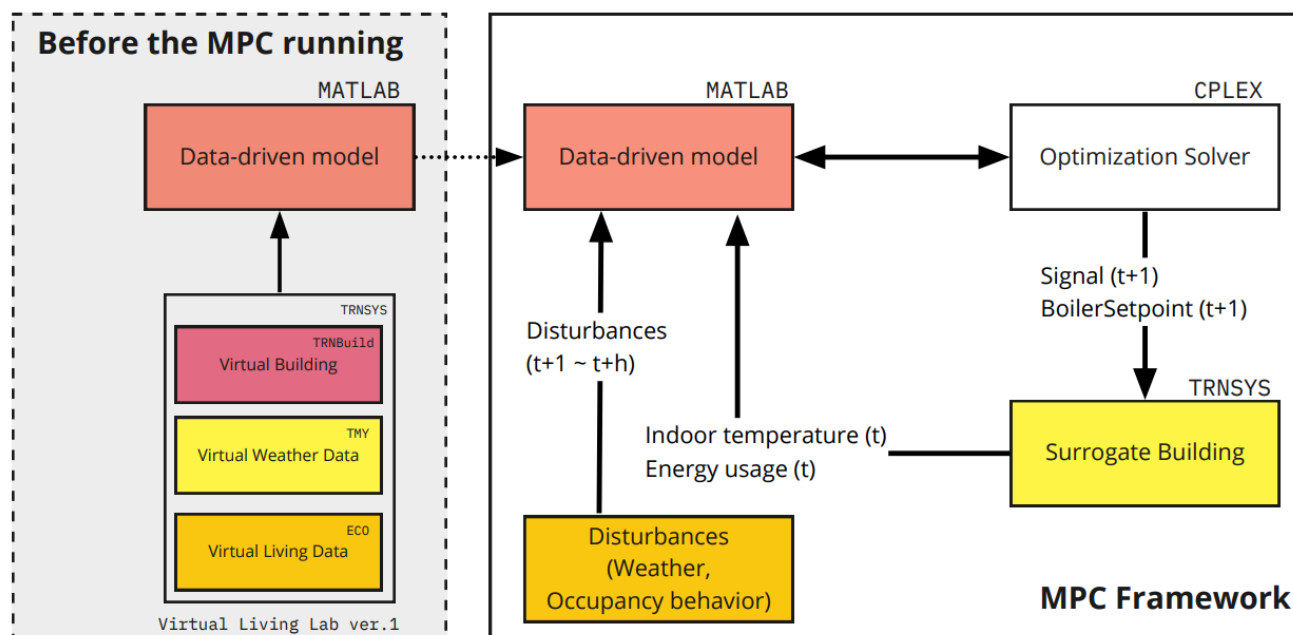 Before the MPC running
MATLAB
Data-driven model
TRNSYS
TRNBuild
Virtual Building
TMY
Virtual Weather Data
ECO
Virtual Living Data
Virtual Living Lab ver.1
MATLAB
Data-driven model
CPLEX
Optimization Solver
Signal (t+1)
BoilerSetpoint (t+1)
Disturbances
(t+1 ~ t+h)
TRNSYS
Surrogate Building
Indoor temperature (t)
Energy usage (t)
Disturbances
(Weather,
Occupancy behavior)
MPC Framework